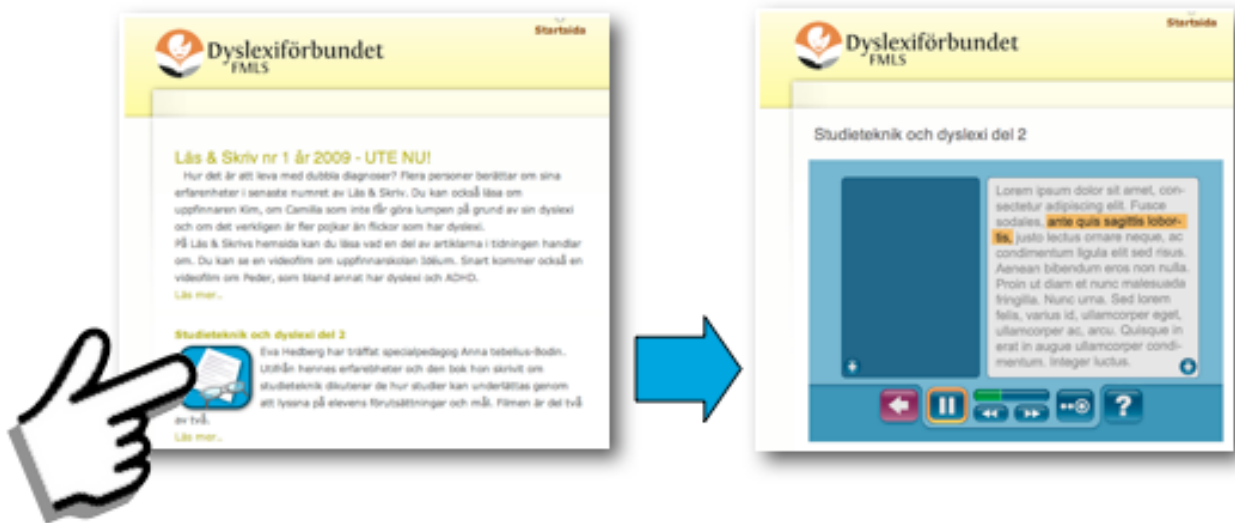 Startsida
Dyslexiförbundet
FMLS
Läs & Skriv nr 1 år 2009 - UTE NU!
Hur det är att leva med dubbla diagnoser? Flera personer berättar om sina
erfarenheter i senaste numret av Läs & Skriv. Du kan också läsa om
uppfinnaren Kim, om Camilla som inte får göra lumpen på grund av sin dyslexi
och om det verkligen är fler pojkar än flickor som har dyslexi.
På Läs & Skrivs hemsida kan du läsa vad en del av artiklarna i tidningen handlar
om. Du kan se en videofilm om uppfinnarskolan Idéum. Snart kommer också en
videofilm om Peder, som bland annat har dyslexi och ADHD.
Läs mer..
Studieteknik och dyslexi del 2
Eva Hedberg har träffat specialpedagog Anna tebelius-Bodin.
Utifrån hennes erfarebheter och den bok hon skrivit om
studieteknik dikuterar de hur studier kan underlättas genom
att lyssna på elevens förutsättningar och mål. Filmen är del två
av två.
Läs mer..
Startsida
Dyslexiförbundet
FMLS
Studieteknik och dyslexi del 2
Lorem ipsum dolor sit amet, con-
sectetur adipiscing elit. Fusce
sodales, ante quis sagittis lobor-
tis, justo lectus ornare neque, ac
condimentum ligula elit sed risus.
Aenean bibendum eros non nulla.
Proin ut diam et nunc malesuada
fringilla. Nunc urna. Sed lorem
felis, varius id, ullamcorper eget,
ullamcorper ac, arcu. Quisque in
erat in augue ullamcorper condi-
mentum. Integer luctus.
?